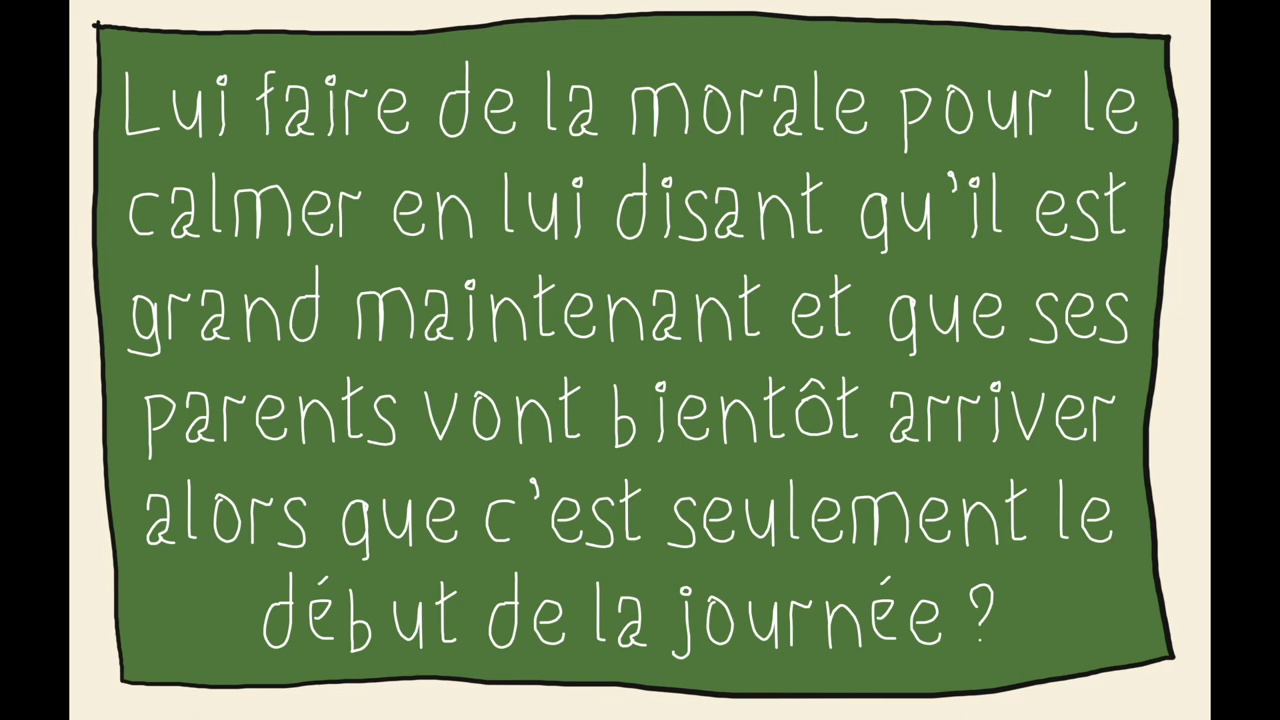 Lui faire de la morale pour le
calmer en lui disant qu'il est
grand maintenant et que ses
parents vont bientôt arriver
alors que c'est seulement le
début de la journée ?